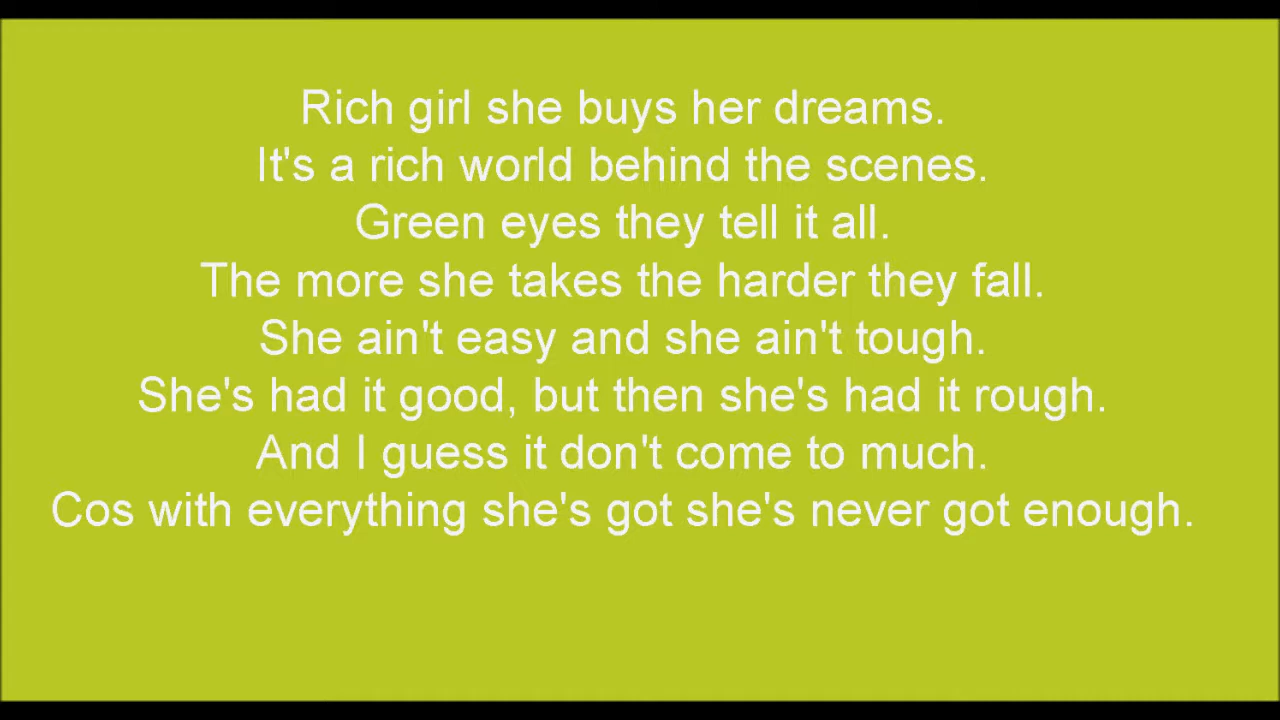 Rich girl she buys her dreams.
It's a rich world behind the scenes.
Green eyes they tell it all.
The more she takes the harder they fall.
She ain't easy and she ain't tough.
She's had it good, but then she's had it rough.
And I guess it don't come to much.
Cos with everything she's got she's never got enough.